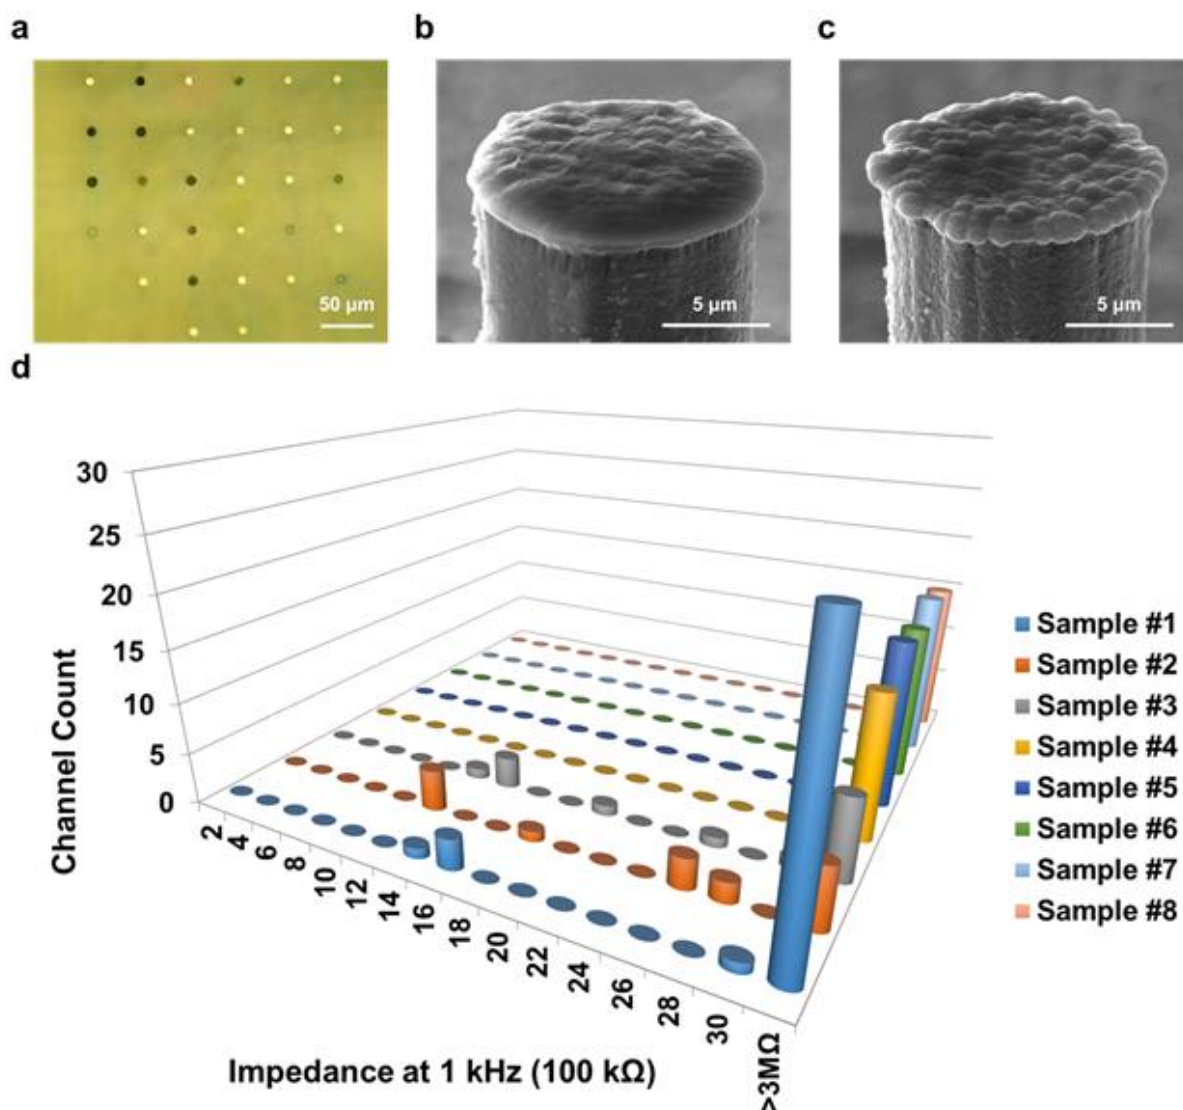 a
b
c
50 µm
5 µm
5 µm
d
30
25
20
15
10
5
0
Channel Count
2
4
6
8
10
12
14
16
18
20
22
24
26
28
30
>3MΩ
Impedance at 1 kHz (100 kΩ)
Sample #1
Sample #2
Sample #3
Sample #4
Sample #5
Sample #6
Sample #7
Sample #8